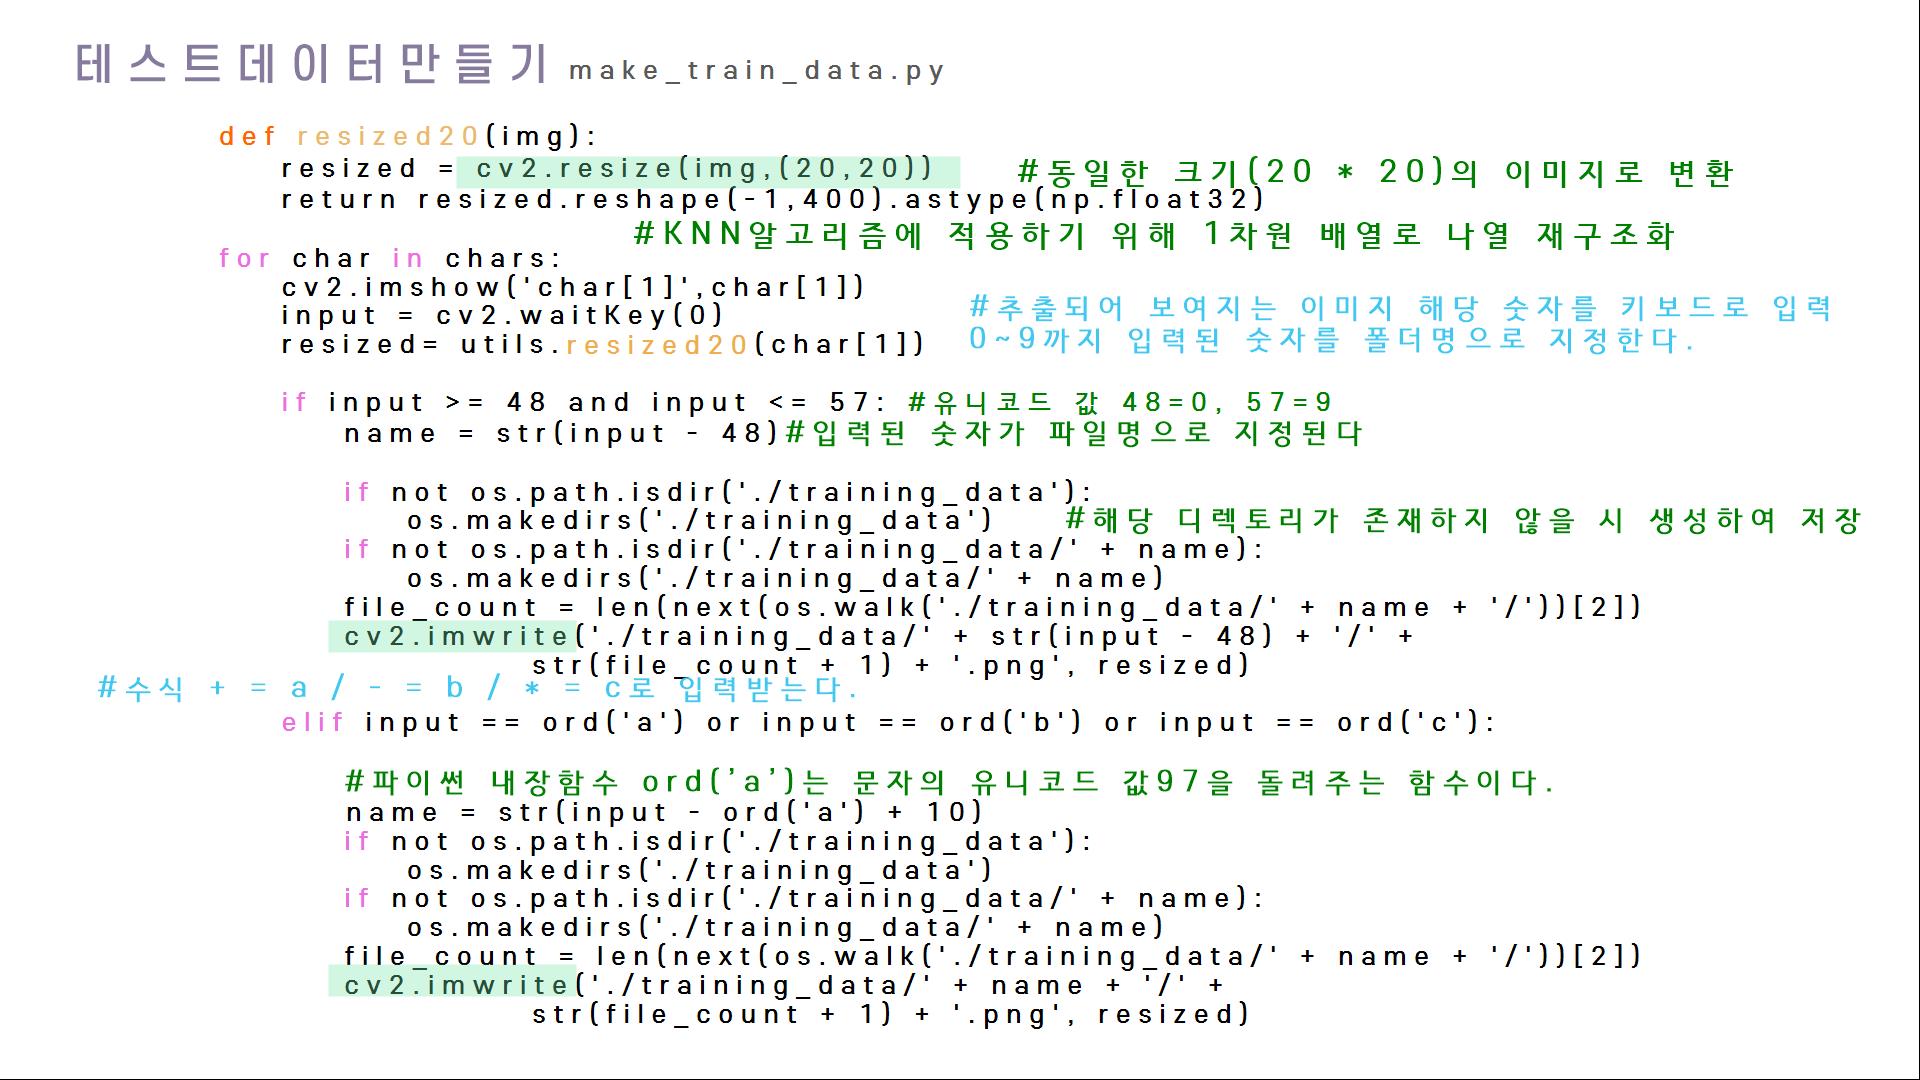 테스트데이터만들기 make_train_data.py
def resized20(img):
resized = cv2.resize(img,(20,20)) #동일한 크기(20 * 20)의 이미지로 변환
return resized.reshape(-1,400).astype(np.float32)
#KNN알고리즘에 적용하기 위해 1차원 배열로 나열 재구조화
for char in chars:
cv2.imshow('char[1]',char[1])
input = cv2.waitKey(0) #추출되어 보여지는 이미지 해당 숫자를 키보드로 입력
resized= utils.resized20(char[1]) 0~9까지 입력된 숫자를 폴더명으로 지정한다.
if input >= 48 and input <= 57: #유니코드 값 48=0, 57=9
name = str(input - 48)#입력된 숫자가 파일명으로 지정된다
if not os.path.isdir('./training_data'):
os.makedirs('./training_data') #해당 디렉토리가 존재하지 않을 시 생성하여 저장
if not os.path.isdir('./training_data/' + name):
os.makedirs('./training_data/' + name)
file_count = len(next(os.walk('./training_data/' + name + '/'))[2])
cv2.imwrite('./training_data/' + str(input - 48) + '/' +
str(file_count + 1) + '.png', resized)
#수식 + = a / - = b / * = c로 입력받는다.
elif input == ord('a') or input == ord('b') or input == ord('c'):
#파이썬 내장함수 ord(’a’)는 문자의 유니코드 값97을 돌려주는 함수이다.
name = str(input - ord('a') + 10)
if not os.path.isdir('./training_data'):
os.makedirs('./training_data')
if not os.path.isdir('./training_data/' + name):
os.makedirs('./training_data/' + name)
file_count = len(next(os.walk('./training_data/' + name + '/'))[2])
cv2.imwrite('./training_data/' + name + '/' +
str(file_count + 1) + '.png', resized)